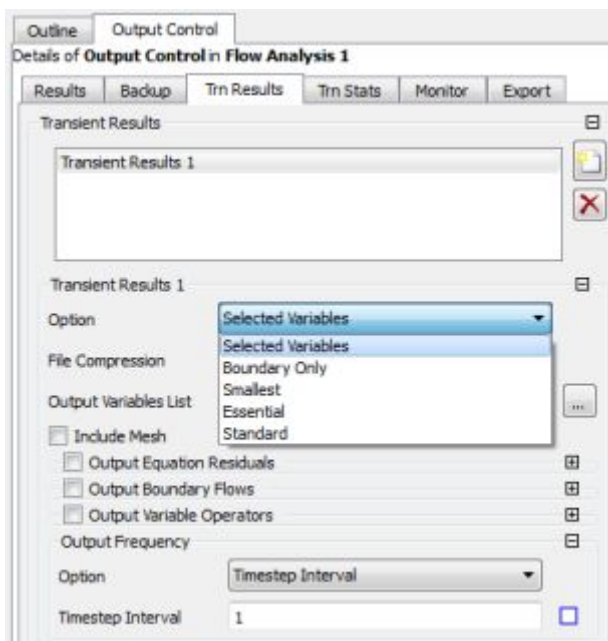 Outline Output Control
Details of Output Control in Flow Analysis 1
Results Backup Trn Results Trn Stats Monitor Export
Transient Results
Transient Results 1
Transient Results 1
Option Selected Variables
Selected Variables
File Compression
Boundary Only
Smallest
Output Variables List ...
Essential
Standard
Include Mesh
Output Equation Residuals
Output Boundary Flows
Output Variable Operators
Output Frequency
Option Timestep Interval
Timestep Interval 1